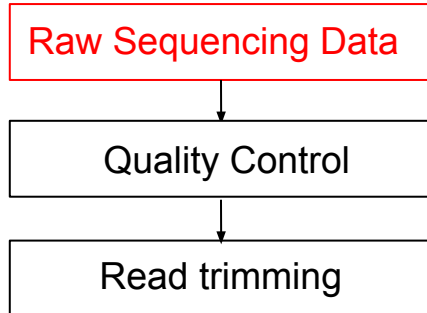 Raw Sequencing Data
Quality Control
Read trimming